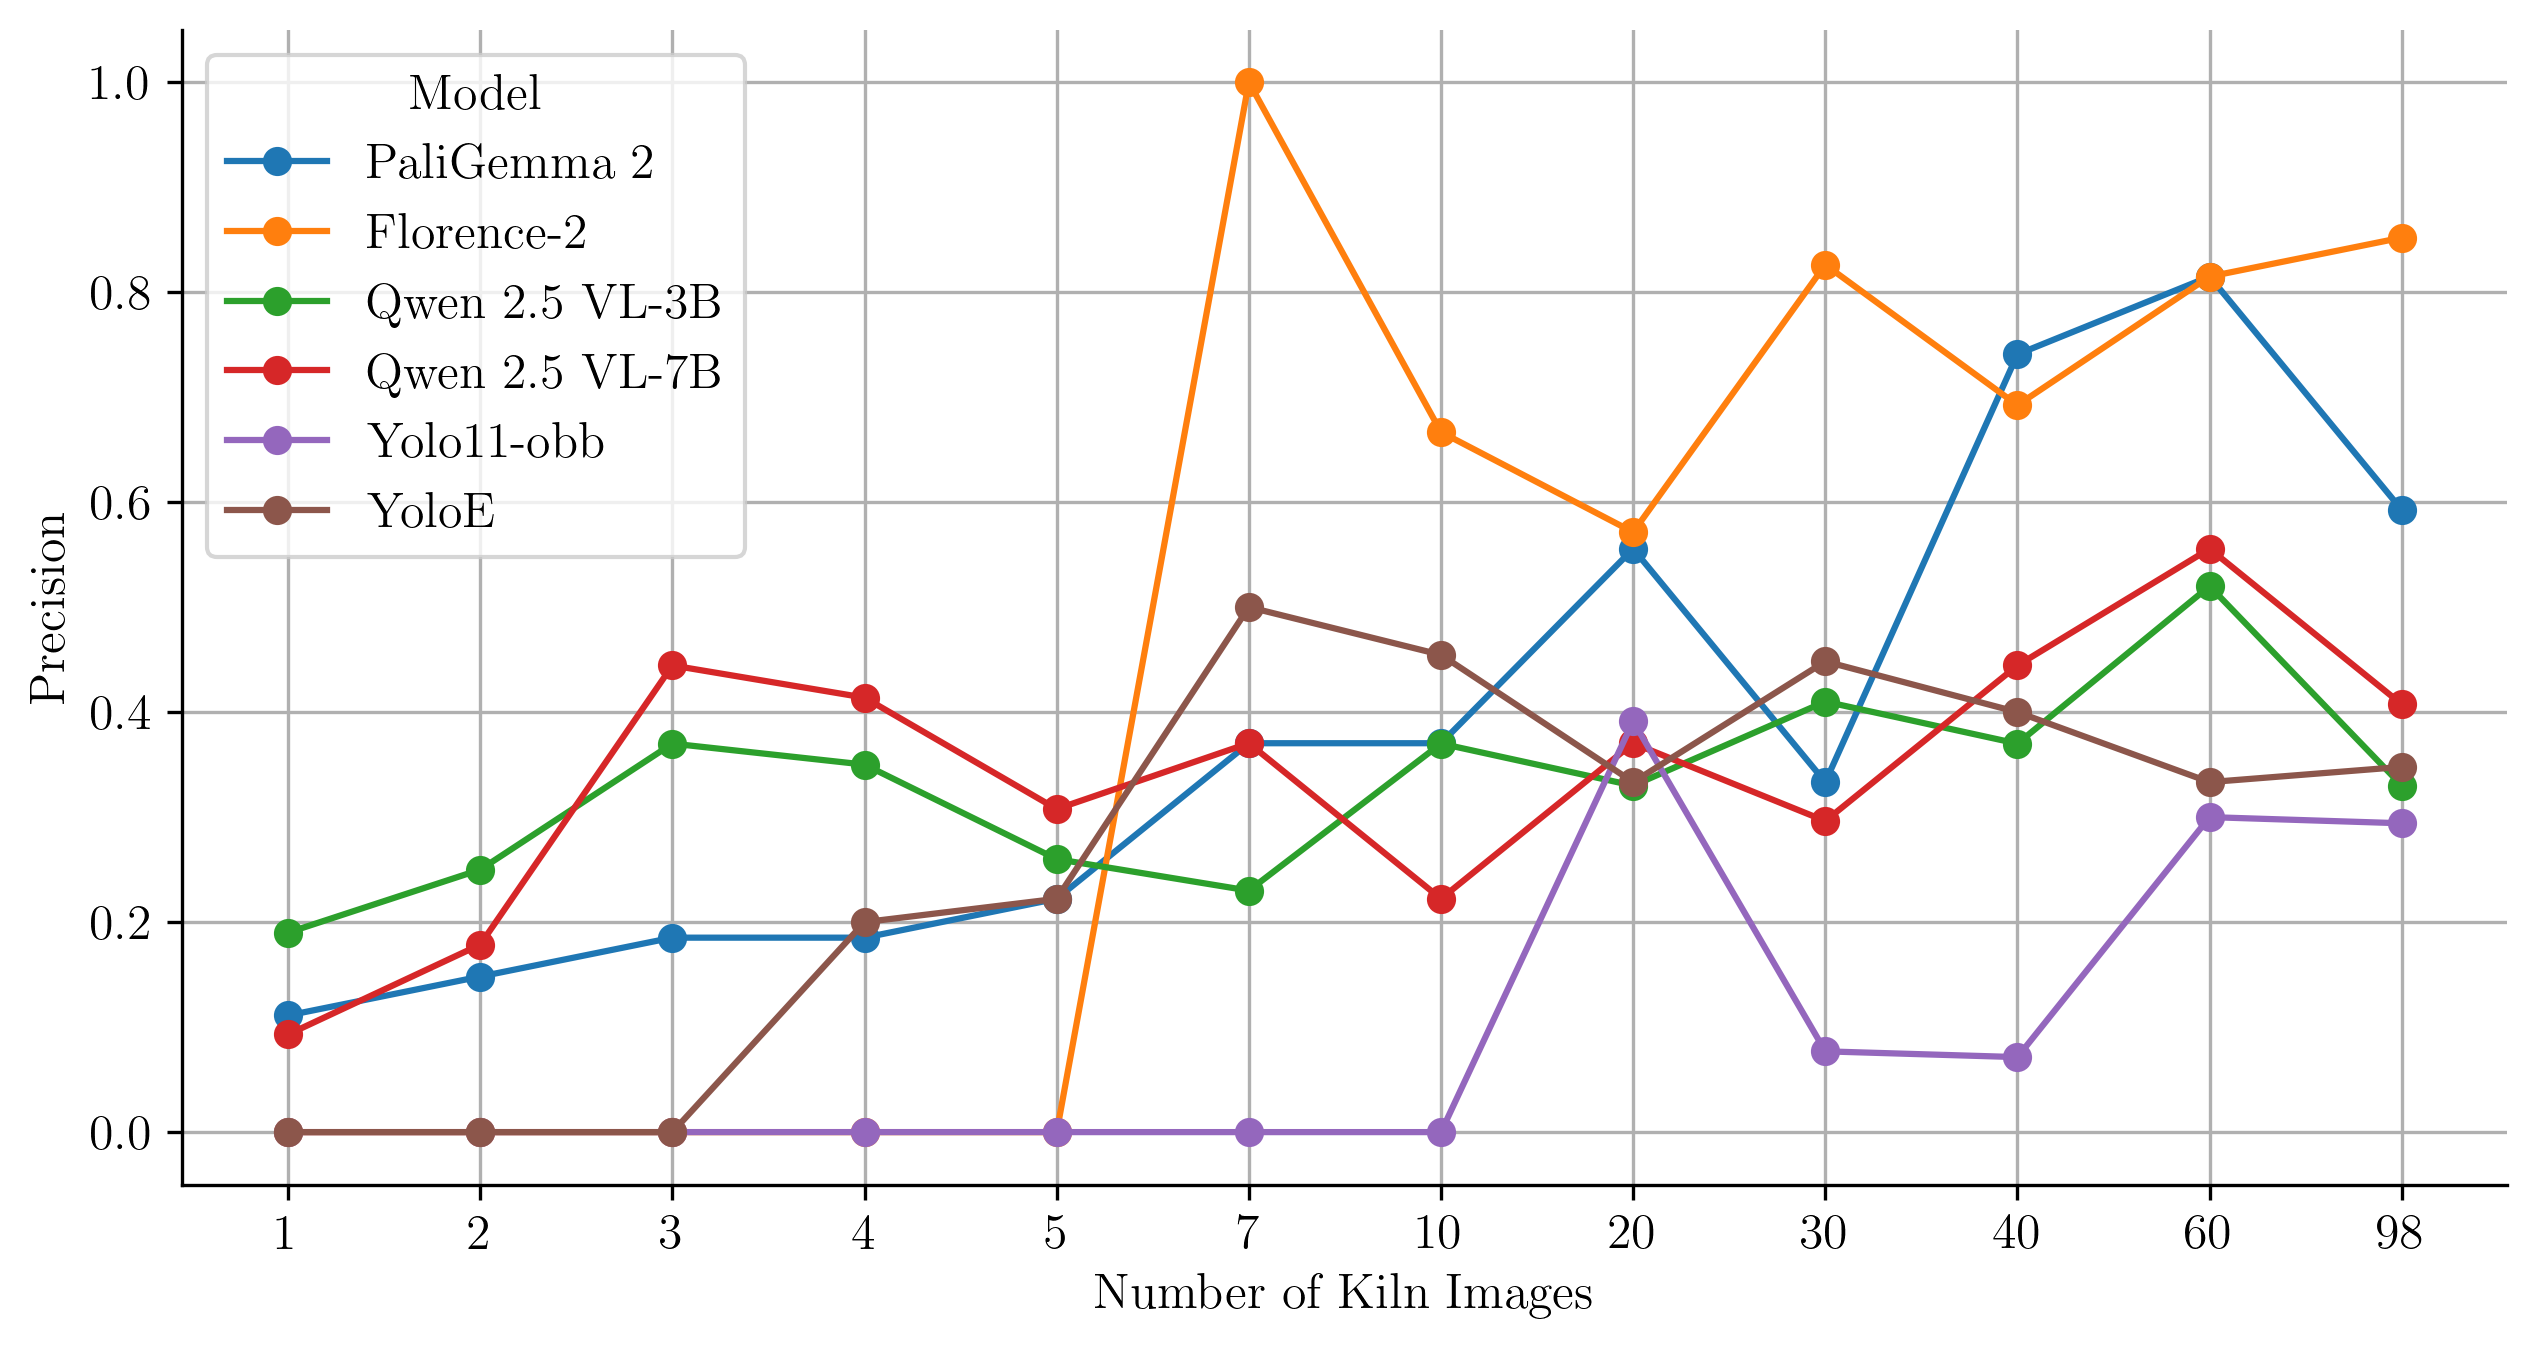 Model
PaliGemma 2
Florence-2
Qwen 2.5 VL-3B
Qwen 2.5 VL-7B
Yolo11-obb
YoloE
Precision
1.0
0.8
0.6
0.4
0.2
0.0
1 2 3 4 5 7 10 20 30 40 60 98
Number of Kiln Images